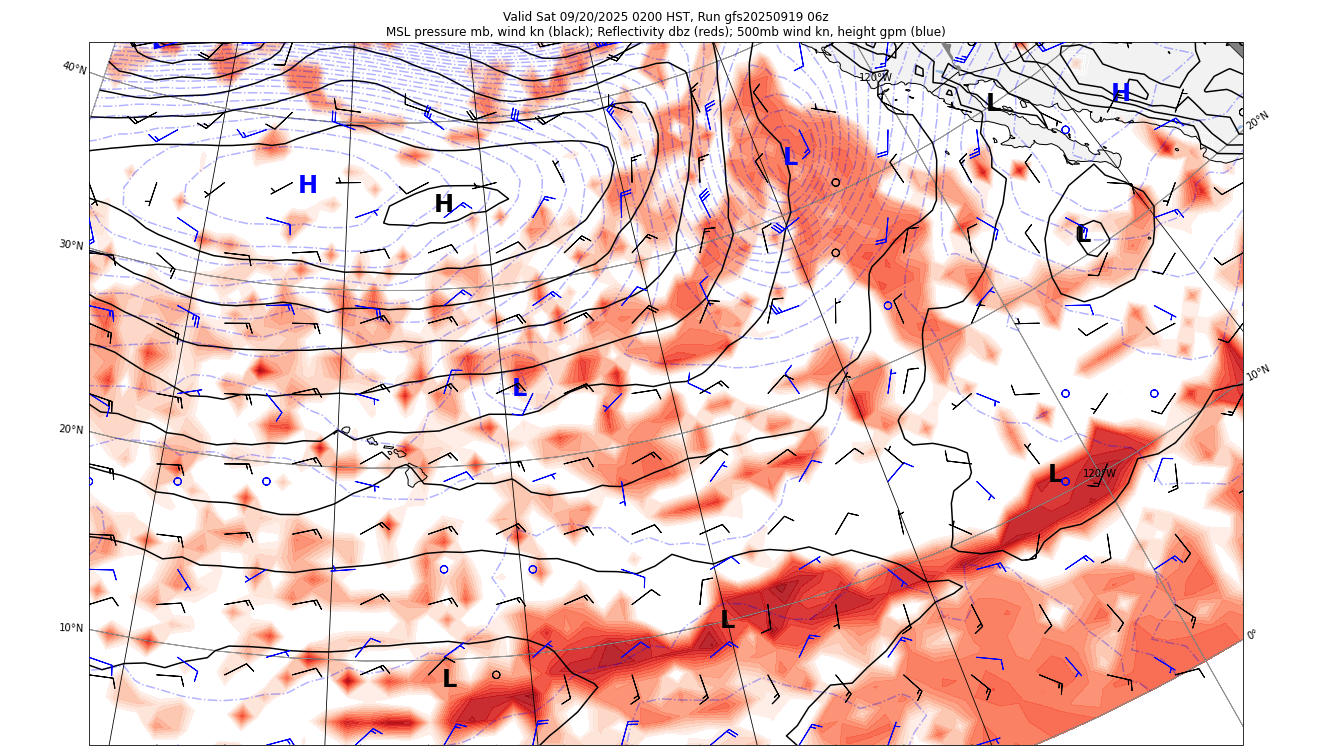 Valid Sat 09/20/2025 0200 HST, Run gfs20250919 06z
MSL pressure mb, wind kn (black); Reflectivity dbz (reds); 500mb wind kn, height gpm (blue)
40°N
120°W
H
L
20°N
L
H
H
30°N
L
10°N
L
20°N
L
120°W
10°N
L
0°
L